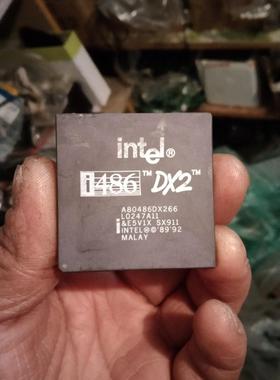 intel®
i486™ DX2™
A80486DX266
L0247A11
i&E5V1X SX911
INTEL©®'89'92
MALAY